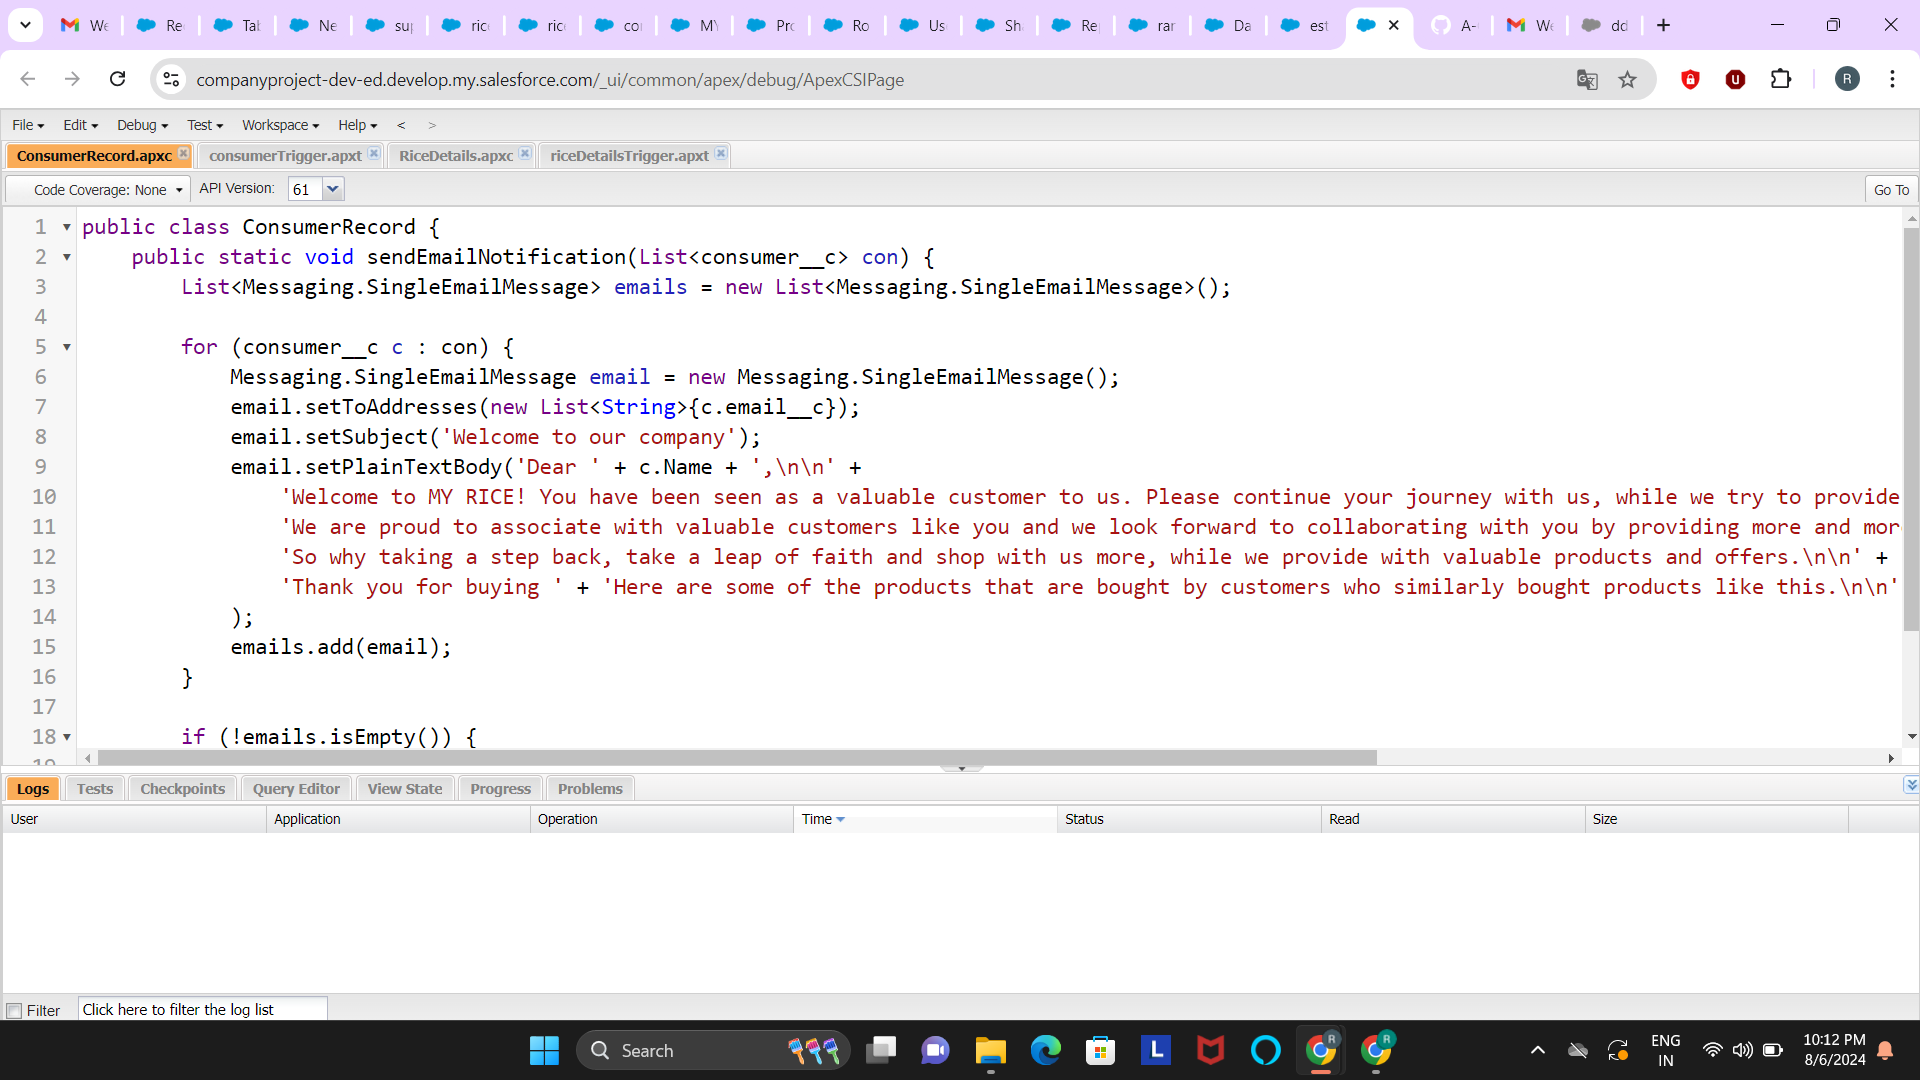 We
Re
Tab
Ne
sup
rice
rice
co
MY
Pro
Ro
Us
Sh
Re
rar
Da
est
A-
We
dd
companyproject-dev-ed.develop.my.salesforce.com/_ui/common/apex/debug/ApexCSIPage
R
File Edit Debug Test Workspace Help < >
ConsumerRecord.apxc consumerTrigger.apxt RiceDetails.apxc riceDetailsTrigger.apxt
Code Coverage: None API Version: 61 Go To
1 public class ConsumerRecord {
2 public static void sendEmailNotification(List<consumer__c> con) {
3 List<Messaging.SingleEmailMessage> emails = new List<Messaging.SingleEmailMessage>();
4
5 for (consumer__c c : con) {
6 Messaging.SingleEmailMessage email = new Messaging.SingleEmailMessage();
7 email.setToAddresses(new List<String>{c.email__c});
8 email.setSubject('Welcome to our company');
9 email.setPlainTextBody('Dear ' + c.Name + ',\n\n' +
10 'Welcome to MY RICE! You have been seen as a valuable customer to us. Please continue your journey with us, while we try to provide
11 'We are proud to associate with valuable customers like you and we look forward to collaborating with you by providing more and mor
12 'So why taking a step back, take a leap of faith and shop with us more, while we provide with valuable products and offers.\n\n' +
13 'Thank you for buying ' + 'Here are some of the products that are bought by customers who similarly bought products like this.\n\n'
14 );
15 emails.add(email);
16 }
17
18 if (!emails.isEmpty()) {
Logs Tests Checkpoints Query Editor View State Progress Problems
User Application Operation Time Status Read Size
Filter Click here to filter the log list
Search
L
R
R
ENG
IN
10:12 PM
8/6/2024